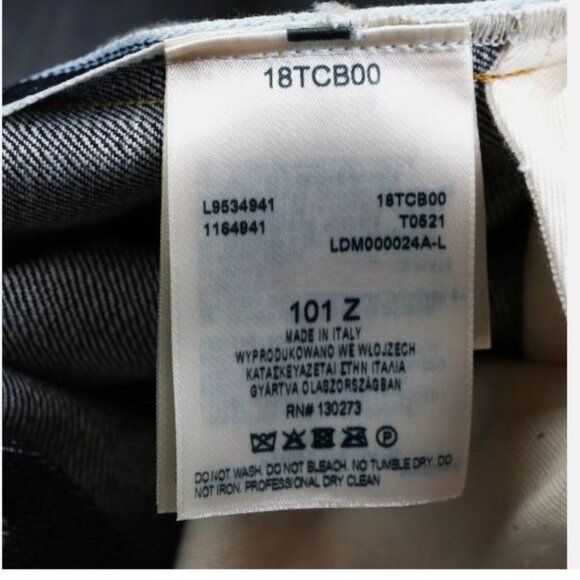 18TCB00
L9534941 18TCB00
1164941 T0521
LDM000024A-L
101 Z
MADE IN ITALY
WYPRODUKOWANO WE WŁOJZECH
ΚΑΤΑΣΚΕΥΑΖΕΤΑΙ ΣΤΗΝ ΙΤΑΛΙΑ
GYÁRTVA OLASZORSZÁGBAN
RN# 130273
P
DO NOT WASH. DO NOT BLEACH. NO TUMBLE DRY. DO
NOT IRON. PROFESSIONAL DRY CLEAN